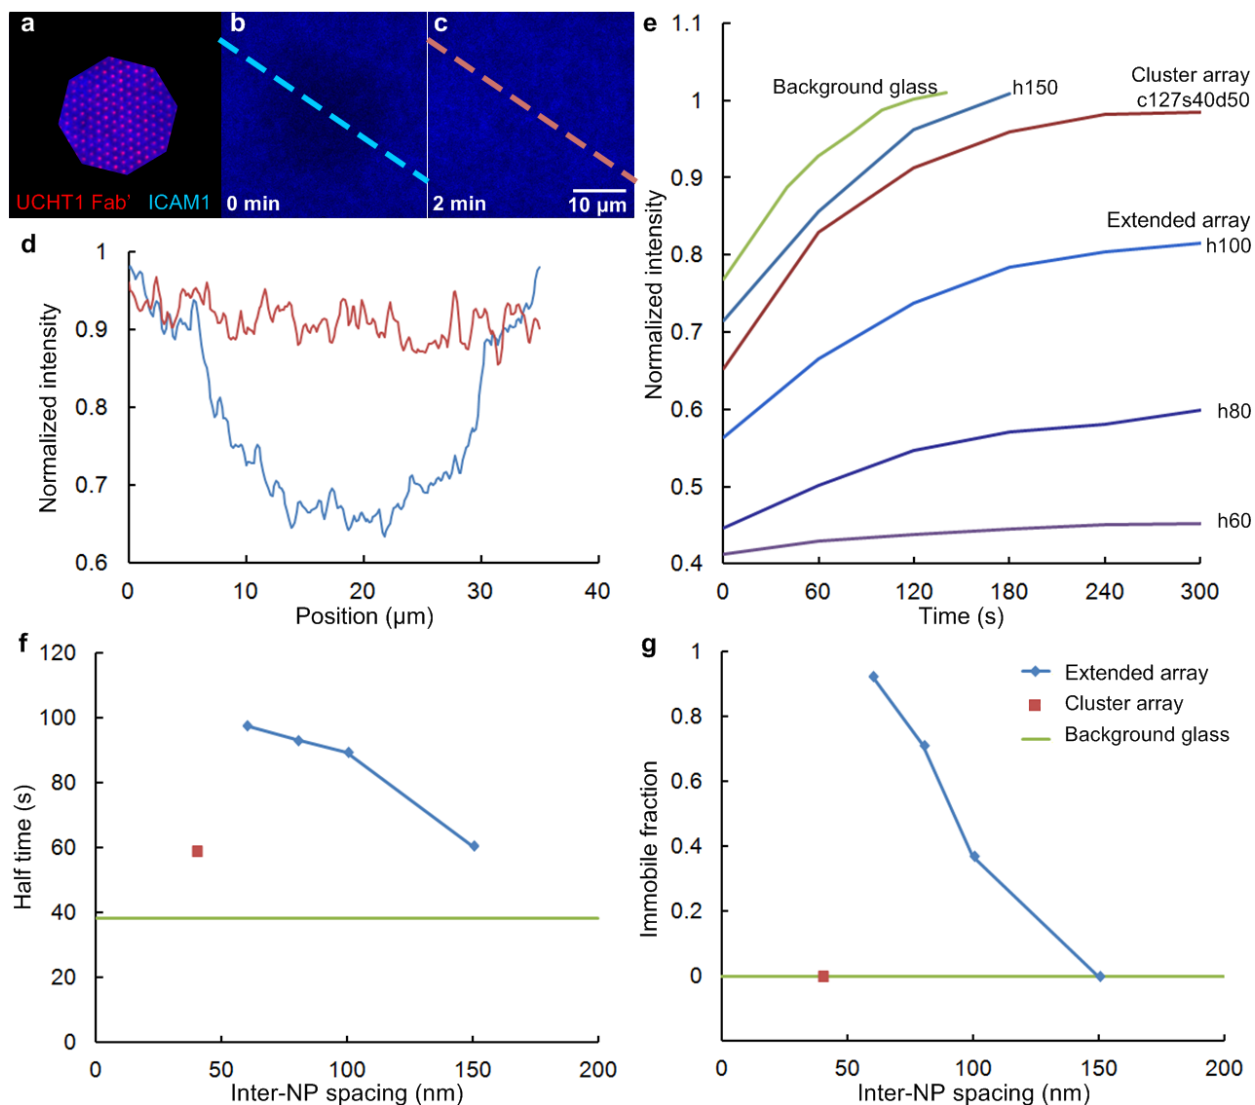 a
UCHT1 Fab' ICAM1
b
0 min
c
2 min
10 µm
d
1
0.9
0.8
0.7
0.6
0 10 20 30 40
Normalized intensity
Position (µm)
e
1.1
1
0.9
0.8
0.7
0.6
0.5
0.4
0 60 120 180 240 300
Normalized intensity
Time (s)
Background glass
h150
Cluster array
c127s40d50
Extended array
h100
h80
h60
f
120
100
80
60
40
20
0
0 50 100 150 200
Half time (s)
Inter-NP spacing (nm)
g
1
0.8
0.6
0.4
0.2
0
0 50 100 150 200
Immobile fraction
Inter-NP spacing (nm)
Extended array
Cluster array
Background glass